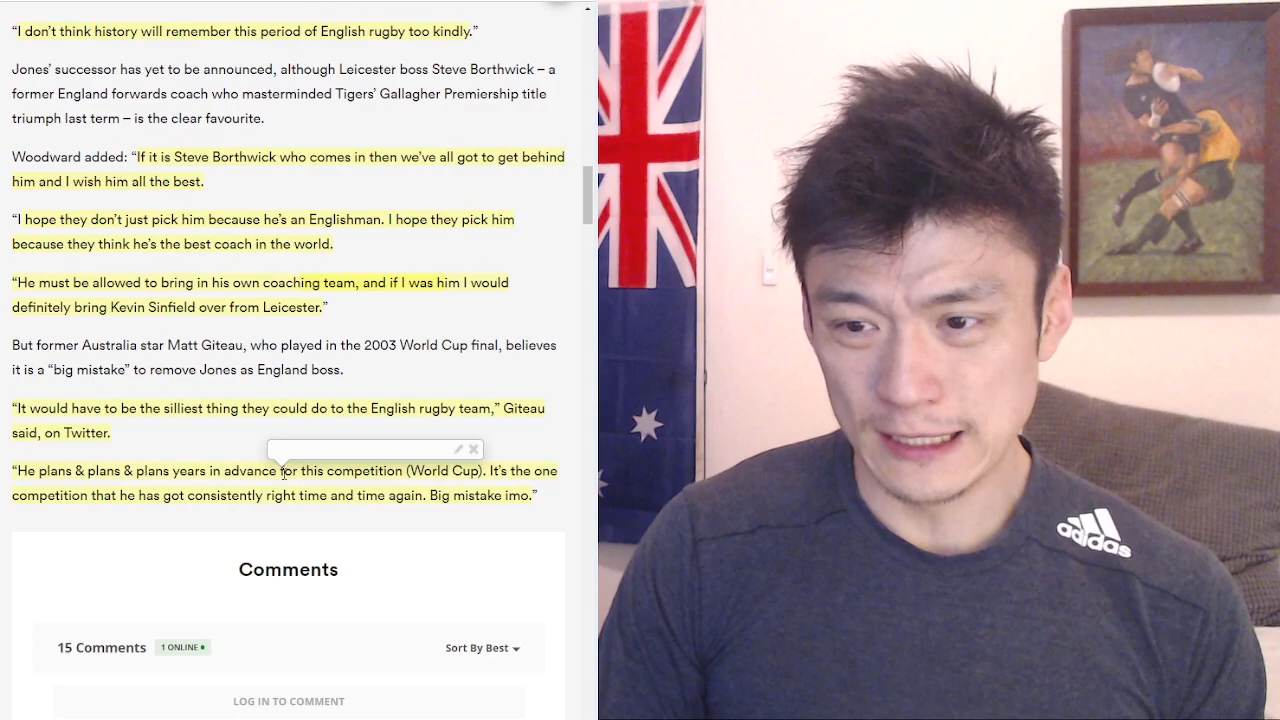 “I don’t think history will remember this period of English rugby too kindly.”
Jones’ successor has yet to be announced, although Leicester boss Steve Borthwick – a
former England forwards coach who masterminded Tigers’ Gallagher Premiership title
triumph last term – is the clear favourite.
Woodward added: “If it is Steve Borthwick who comes in then we’ve all got to get behind
him and I wish him all the best.
“I hope they don’t just pick him because he’s an Englishman. I hope they pick him
because they think he’s the best coach in the world.
“He must be allowed to bring in his own coaching team, and if I was him I would
definitely bring Kevin Sinfield over from Leicester.”
But former Australia star Matt Giteau, who played in the 2003 World Cup final, believes
it is a “big mistake” to remove Jones as England boss.
“It would have to be the silliest thing they could do to the English rugby team,” Giteau
said, on Twitter.
“He plans & plans & plans years in advance for this competition (World Cup). It’s the one
competition that he has got consistently right time and time again. Big mistake imo.”
Comments
15 Comments 1 ONLINE
Sort By Best
LOG IN TO COMMENT
adidas